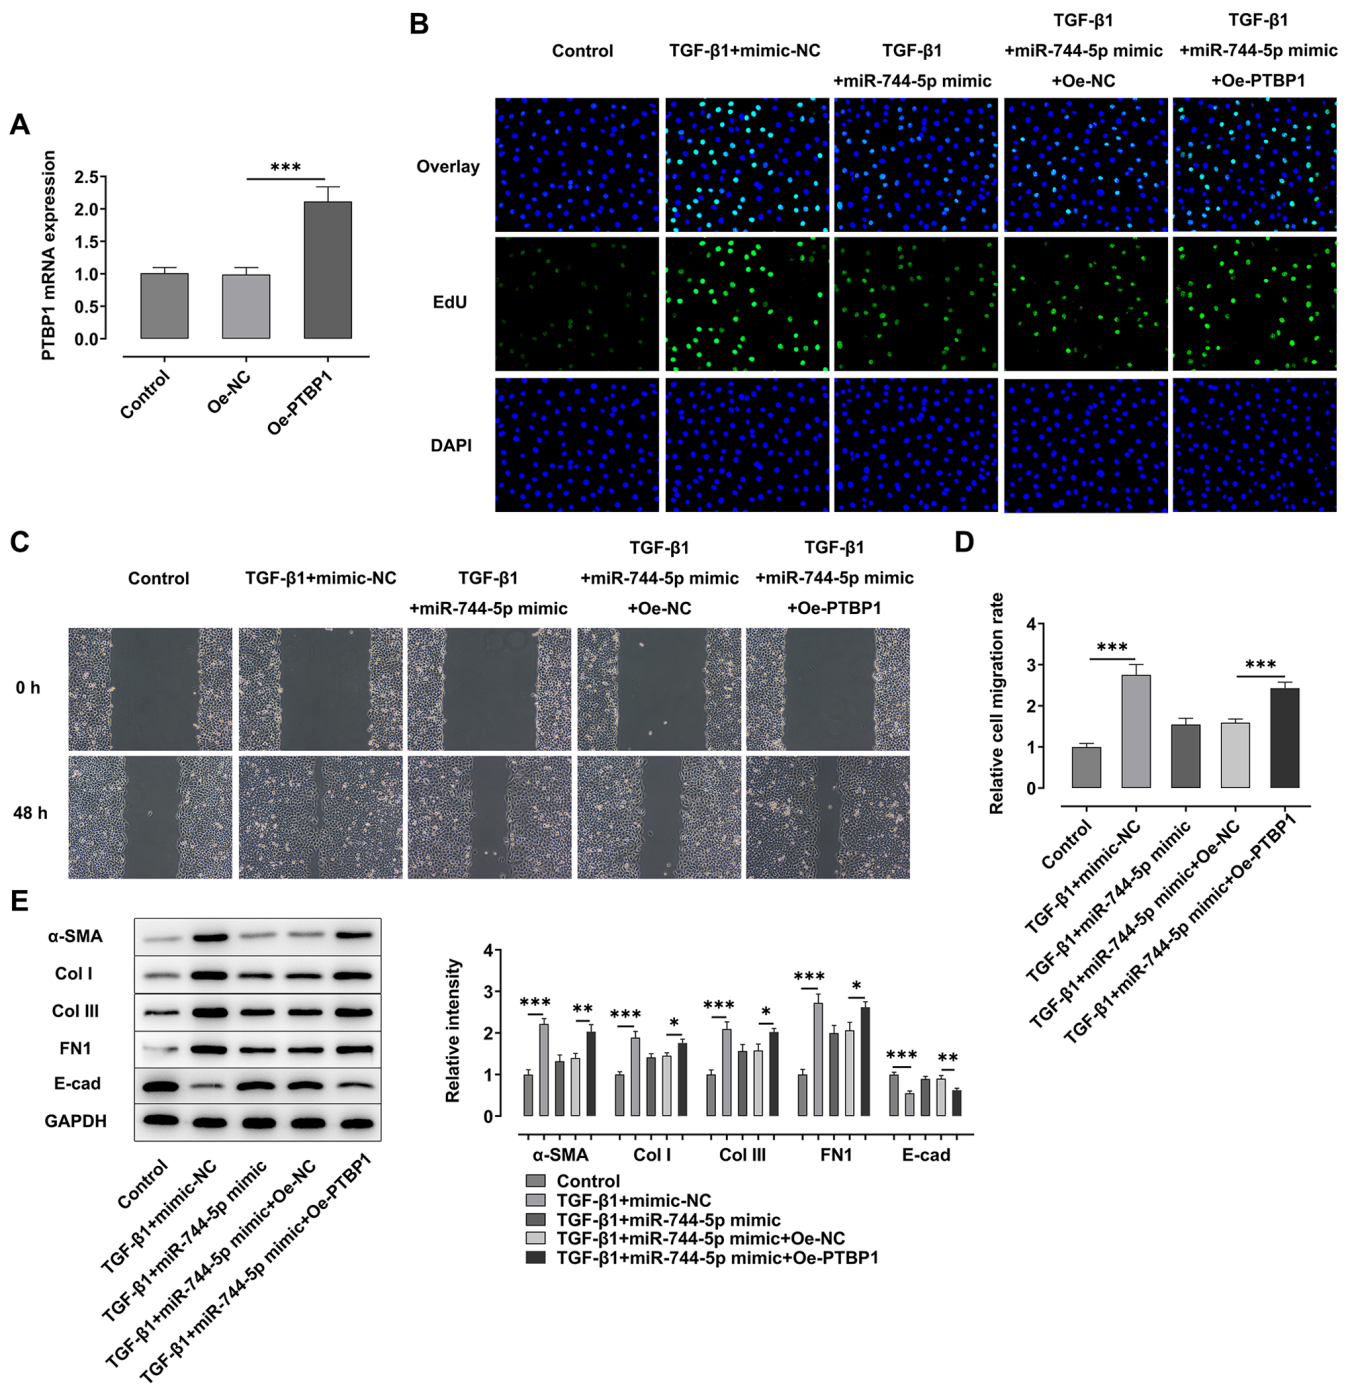 A
PTBP1 mRNA expression
2.5
2.0
1.5
1.0
0.5
0.0
***
Control
Oe-NC
Oe-PTBP1
B
Control
TGF-β1+mimic-NC
TGF-β1
+miR-744-5p mimic
TGF-β1
+miR-744-5p mimic
+Oe-NC
TGF-β1
+miR-744-5p mimic
+Oe-PTBP1
Overlay
EdU
DAPI
C
Control
TGF-β1+mimic-NC
TGF-β1
+miR-744-5p mimic
TGF-β1
+miR-744-5p mimic
+Oe-NC
TGF-β1
+miR-744-5p mimic
+Oe-PTBP1
0 h
48 h
D
Relative cell migration rate
4
3
2
1
0
***
***
Control
TGF-β1+mimic-NC
TGF-β1+miR-744-5p mimic
TGF-β1+miR-744-5p mimic+Oe-NC
TGF-β1+miR-744-5p mimic+Oe-PTBP1
E
α-SMA
Col I
Col III
FN1
E-cad
GAPDH
Control
TGF-β1+mimic-NC
TGF-β1+miR-744-5p mimic
TGF-β1+miR-744-5p mimic+Oe-NC
TGF-β1+miR-744-5p mimic+Oe-PTBP1
Relative intensity
4
3
2
1
0
*** **
*** *
*** *
*** *
*** **
α-SMA
Col I
Col III
FN1
E-cad
Control
TGF-β1+mimic-NC
TGF-β1+miR-744-5p mimic
TGF-β1+miR-744-5p mimic+Oe-NC
TGF-β1+miR-744-5p mimic+Oe-PTBP1